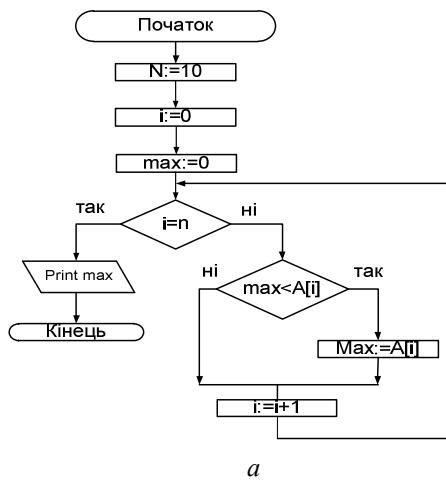 Початок
N:=10
i:=0
max:=0
так
ні
i=n
Print max
Кінець
ні
так
max<A[i]
Max:=A[i]
i:=i+1
а